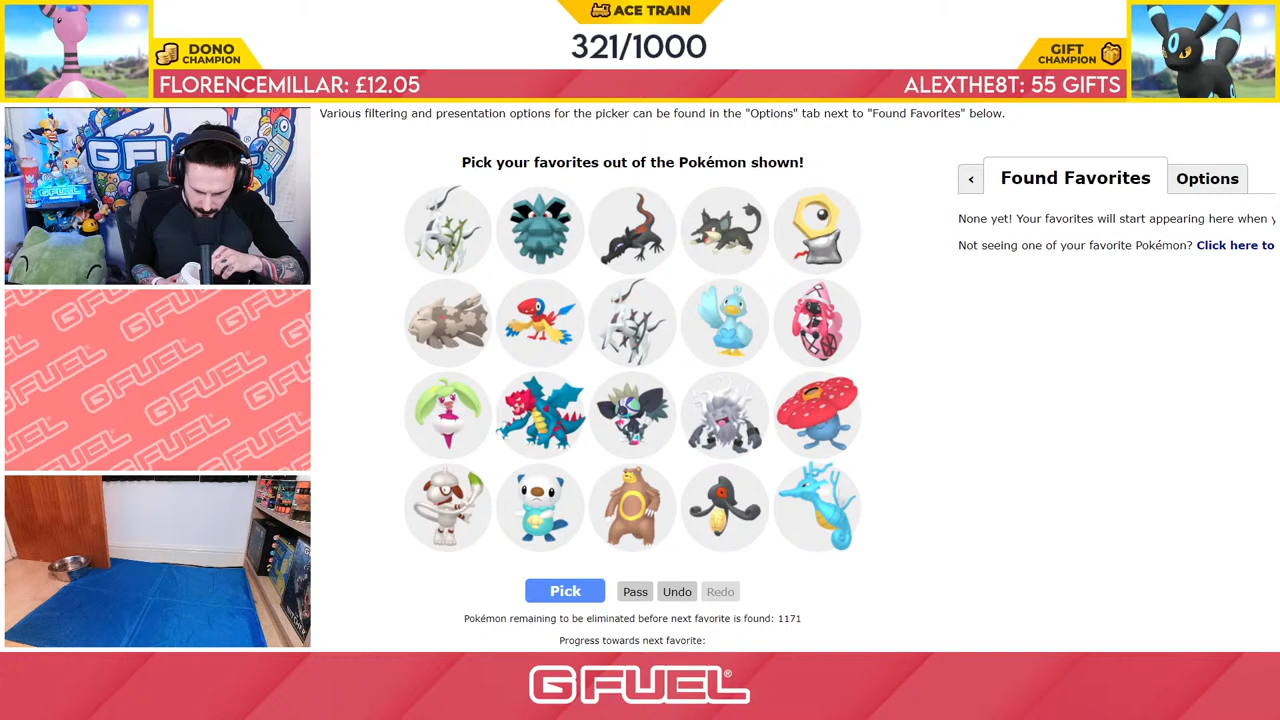 ACE TRAIN
321/1000
DONO
CHAMPION
FLORENCEMILLAR: £12.05
GIFT
CHAMPION
ALEXTHE8T: 55 GIFTS
Various filtering and presentation options for the picker can be found in the "Options" tab next to "Found Favorites" below.
Pick your favorites out of the Pokémon shown!
‹
Found Favorites
Options
None yet! Your favorites will start appearing here when y
Not seeing one of your favorite Pokémon? Click here to
GFUEL
GFUEL
GFUEL
Pick
Pass
Undo
Redo
Pokémon remaining to be eliminated before next favorite is found: 1171
Progress towards next favorite:
GFUEL®